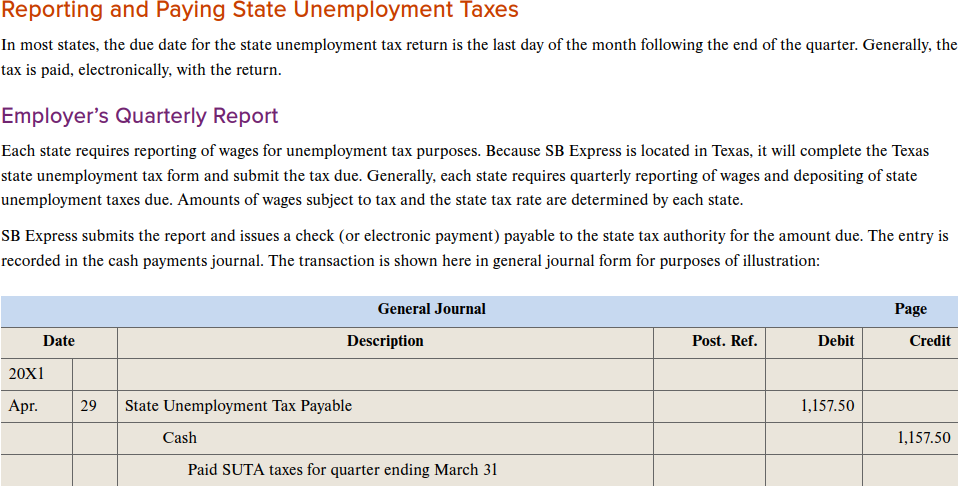 Reporting and Paying State Unemployment Taxes
In most states, the due date for the state unemployment tax return is the last day of the month following the end of the quarter. Generally, the
tax is paid, electronically, with the return.
Employer’s Quarterly Report
Each state requires reporting of wages for unemployment tax purposes. Because SB Express is located in Texas, it will complete the Texas
state unemployment tax form and submit the tax due. Generally, each state requires quarterly reporting of wages and depositing of state
unemployment taxes due. Amounts of wages subject to tax and the state tax rate are determined by each state.
SB Express submits the report and issues a check (or electronic payment) payable to the state tax authority for the amount due. The entry is
recorded in the cash payments journal. The transaction is shown here in general journal form for purposes of illustration:
General Journal Page
Date Description Post. Ref. Debit Credit
20X1
Apr. 29 State Unemployment Tax Payable 1,157.50
Cash 1,157.50
Paid SUTA taxes for quarter ending March 31